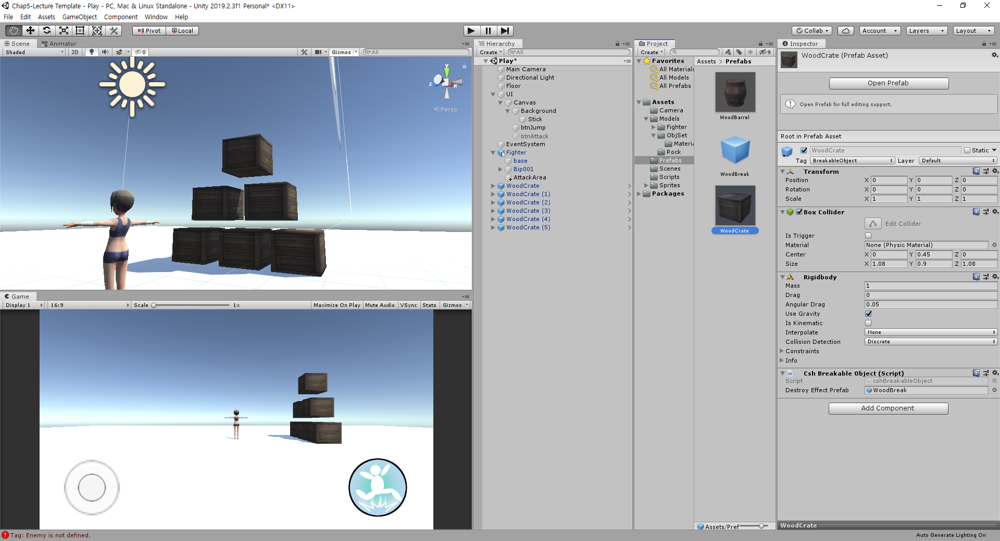 Chap5-Lecture Template - Play - PC, Mac & Linux Standalone - Unity 2019.2.3f1 Personal* <DX11>
File Edit Assets GameObject Component Window Help
Pivot Local
Collab Account Layers Layout
Scene Animator
Shaded 2D 0 Gizmos All
y
z x
Persp
Game
Display 1 16:9 Scale 1x Maximize On Play Mute Audio VSync Stats Gizmos
Hierarchy
Create All
Play*
Main Camera
Directional Light
Floor
UI
Canvas
Background
Stick
btnJump
btnAttack
EventSystem
Fighter
base
Bip001
AttackArea
WoodCrate
WoodCrate (1)
WoodCrate (2)
WoodCrate (3)
WoodCrate (4)
WoodCrate (5)
Project
Create 9
Favorites
All Materials
All Models
All Prefabs
Assets
Camera
Models
Fighter
ObjSet
Materia
Rock
Prefabs
Scenes
Scripts
Sprites
Packages
Assets Prefabs
WoodBarrel
WoodBreak
WoodCrate
Assets/Pref
Inspector
WoodCrate (Prefab Asset)
Open Prefab
Open Prefab for full editing support.
Root in Prefab Asset
WoodCrate Static
Tag BreakableObject Layer Default
Transform
Position X 0 Y 0 Z 0
Rotation X 0 Y 0 Z 0
Scale X 1 Y 1 Z 1
Box Collider
Edit Collider
Is Trigger
Material None (Physic Material)
Center X 0 Y 0.45 Z 0
Size X 1.08 Y 0.9 Z 1.08
Rigidbody
Mass 1
Drag 0
Angular Drag 0.05
Use Gravity
Is Kinematic
Interpolate None
Collision Detection Discrete
Constraints
Info
Csh Breakable Object (Script)
Script cshBreakableObject
Destroy Effect Prefab WoodBreak
Add Component
WoodCrate
Tag: Enemy is not defined.
Auto Generate Lighting On